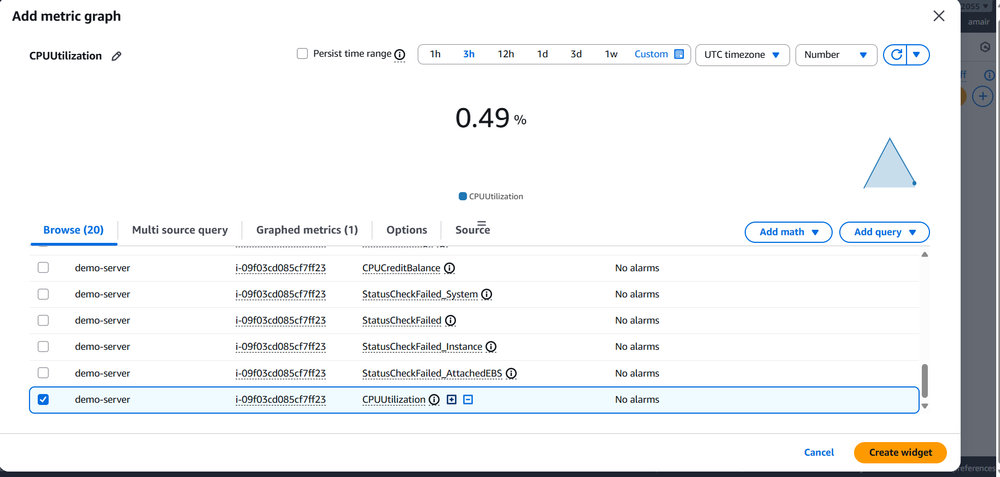 Add metric graph
2055
amair
CPUUtilization
Persist time range
1h 3h 12h 1d 3d 1w Custom
UTC timezone
Number
ff
0.49 %
CPUUtilization
Browse (20)
Multi source query
Graphed metrics (1)
Options
Source
Add math
Add query
demo-server i-09f03cd085cf7ff23 CPUCreditBalance No alarms
demo-server i-09f03cd085cf7ff23 StatusCheckFailed_System No alarms
demo-server i-09f03cd085cf7ff23 StatusCheckFailed No alarms
demo-server i-09f03cd085cf7ff23 StatusCheckFailed_Instance No alarms
demo-server i-09f03cd085cf7ff23 StatusCheckFailed_AttachedEBS No alarms
demo-server i-09f03cd085cf7ff23 CPUUtilization No alarms
Cancel
Create widget
references